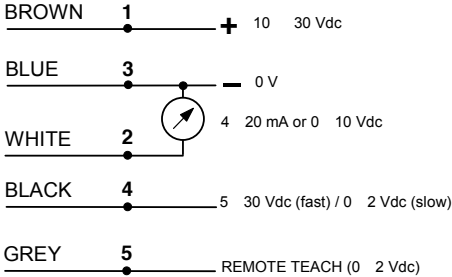 BROWN 1 + 10 30 Vdc
BLUE 3 − 0 V
4 20 mA or 0 10 Vdc
WHITE 2
BLACK 4 5 30 Vdc (fast) / 0 2 Vdc (slow)
GREY 5 REMOTE TEACH (0 2 Vdc)